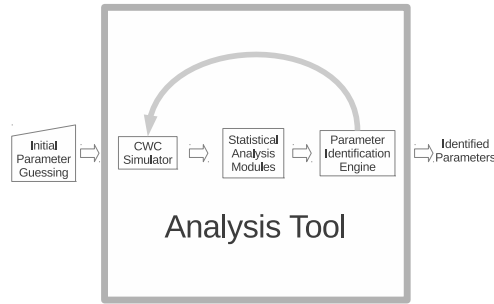 Initial
Parameter
Guessing
CWC
Simulator
Statistical
Analysis
Modules
Parameter
Identification
Engine
Identified
Parameters
Analysis Tool